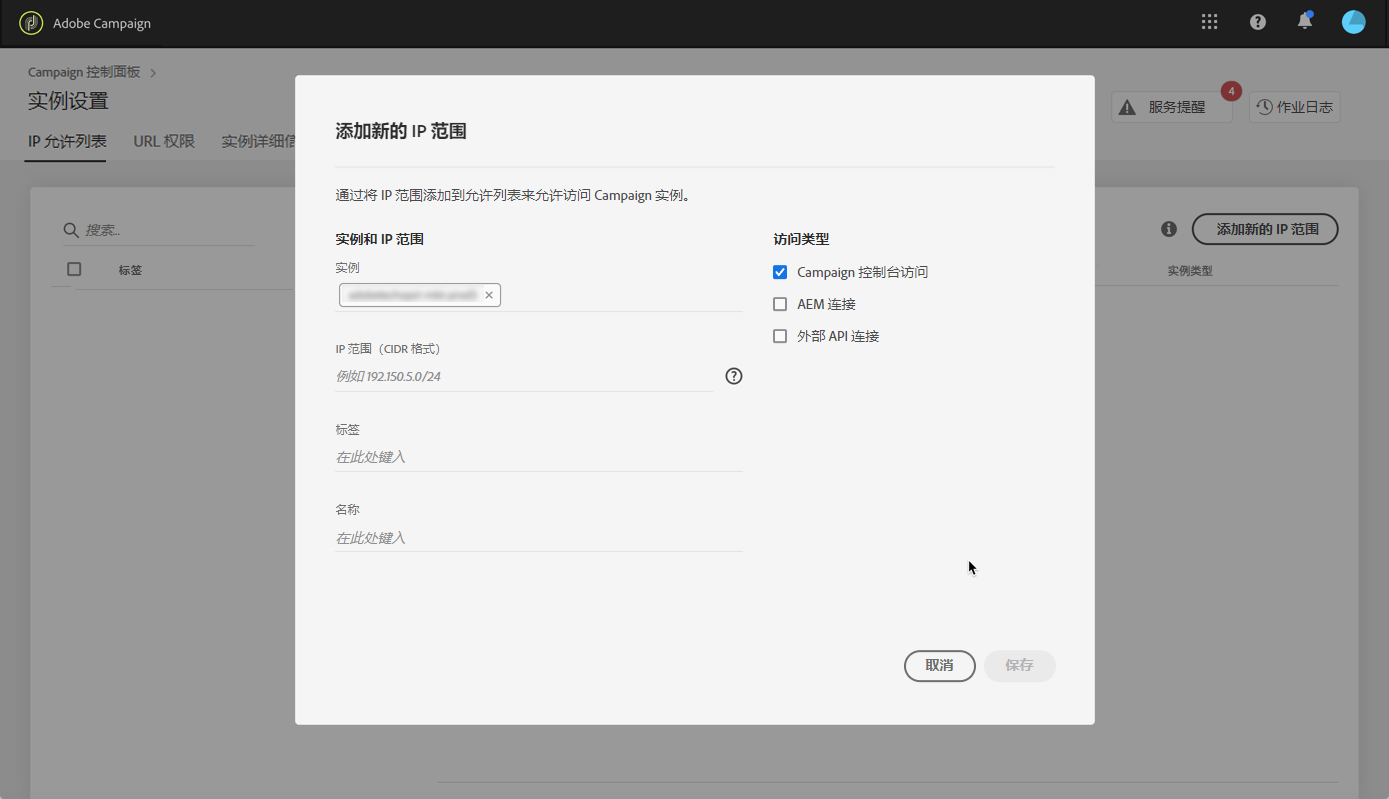 Adobe Campaign
Campaign 控制面板
实例设置
4
服务提醒
作业日志
IP 允许列表
URL 权限
实例详细信
搜索..
添加新的 IP 范围
标签
实例类型
添加新的 IP 范围
通过将 IP 范围添加到允许列表来允许访问 Campaign 实例。
实例和 IP 范围
实例
IP 范围（CIDR 格式）
例如 192.150.5.0/24
标签
在此处键入
名称
在此处键入
访问类型
Campaign 控制台访问
AEM 连接
外部 API 连接
取消
保存